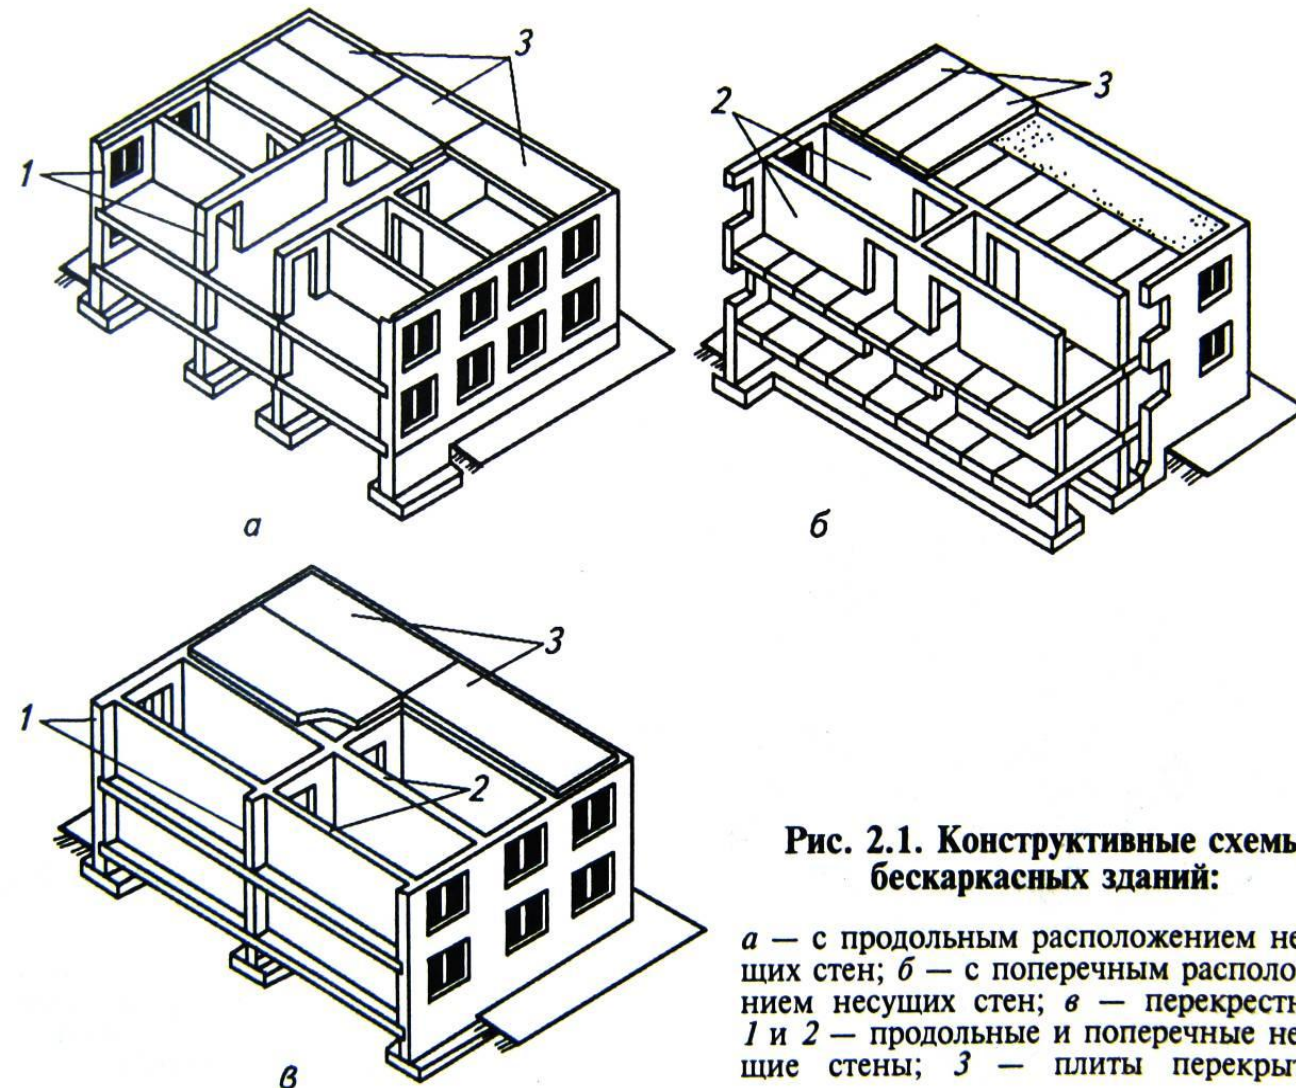 3
1
а
2
3
б
3
1
2
в
Рис. 2.1. Конструктивные схемы
бескаркасных зданий:
а — с продольным расположением не
щих стен; б — с поперечным располо
нием несущих стен; в — перекрестн
1 и 2 — продольные и поперечные не
щие стены; 3 — плиты перекрыт